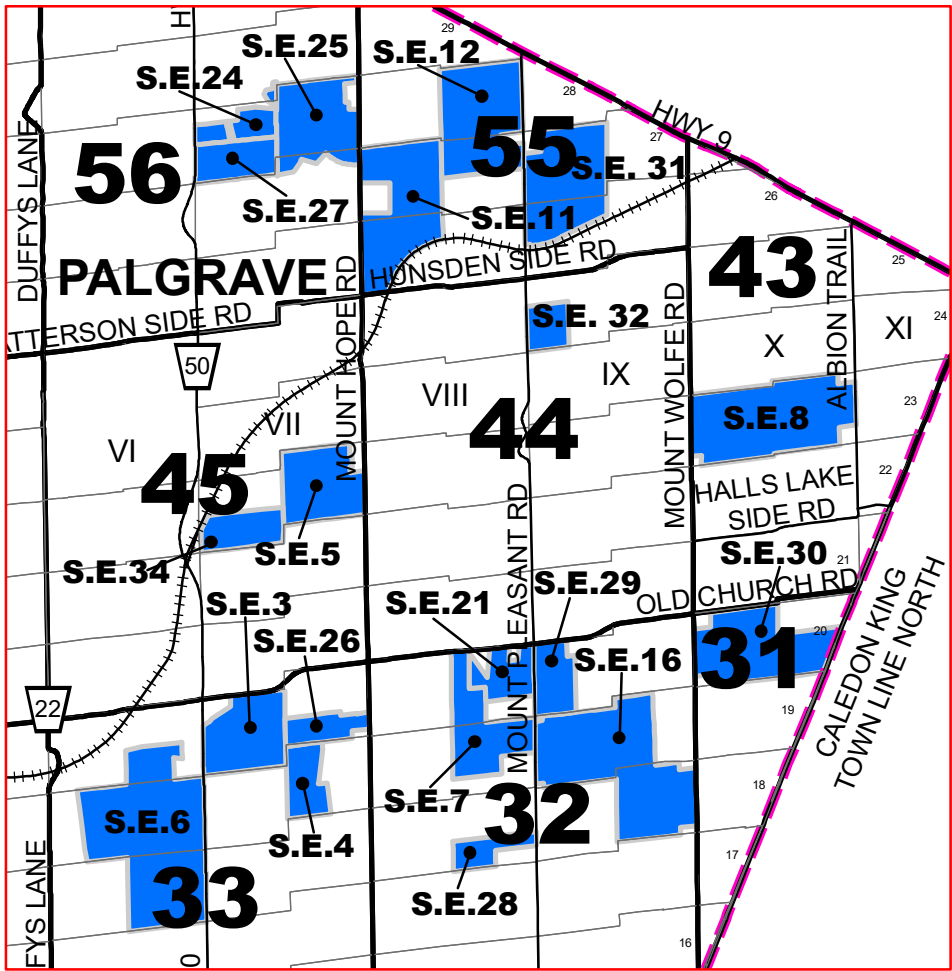 29
H
S.E.25
S.E.12
S.E.24
28
HWY 9
27
55
56
S.E. 31
DUFFYS LANE
26
S.E.27
S.E.11
HUNSDEN SIDE RD
43
ALBION TRAIL
25
PALGRAVE
MOUNT HOPE RD
ATTERSON SIDE RD
S.E. 32
24
XI
X
50
MOUNT WOLFE RD
IX
VIII
23
S.E.8
VII
VI
44
45
22
HALLS LAKE
SIDE RD
MOUNT PLEASANT RD
S.E.5
S.E.30
21
S.E.34
S.E.29
OLD CHURCH RD
S.E.21
S.E.3
20
S.E.26
31
S.E.16
CALEDON KING
TOWN LINE NORTH
22
19
18
S.E.7
32
S.E.6
S.E.4
17
33
S.E.28
FYS LANE
0
16